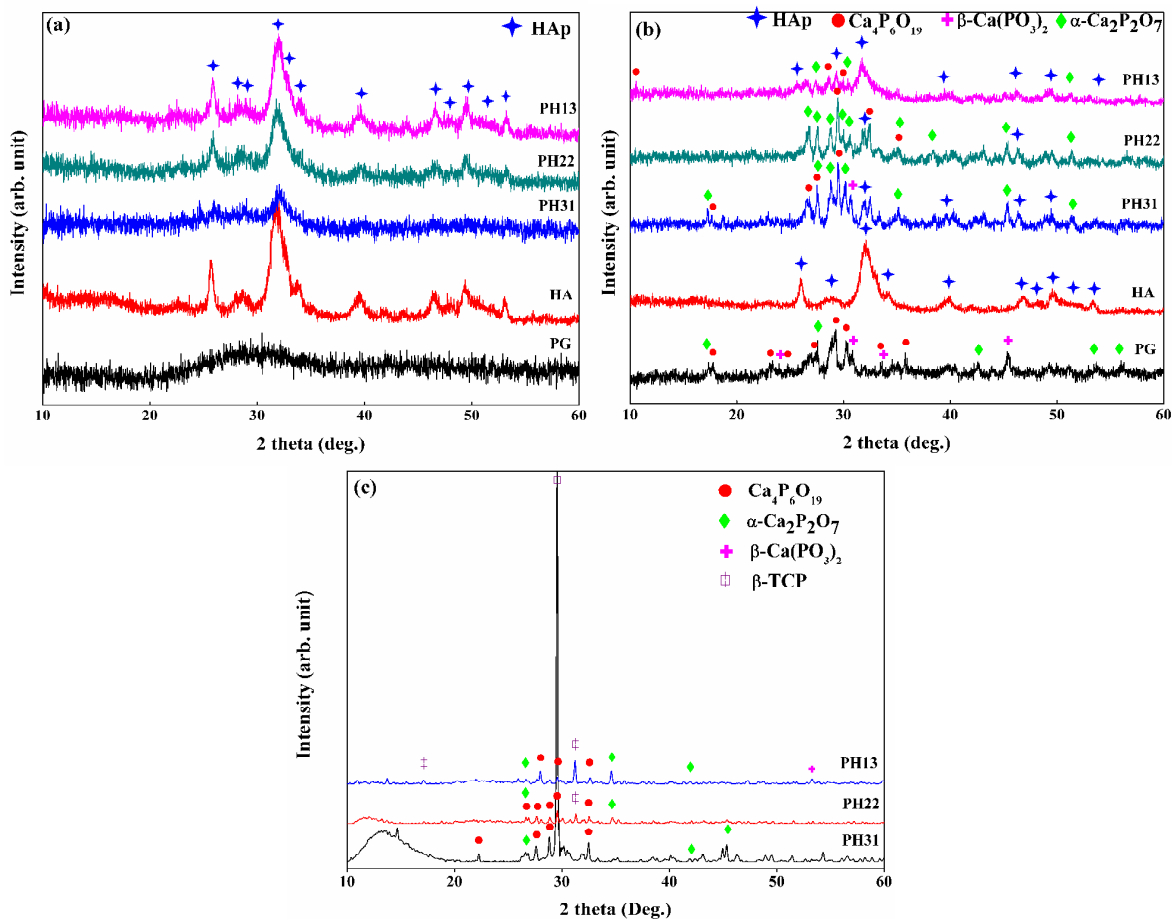 (a)
HAp
PH13
PH22
PH31
HA
PG
Intensity (arb. unit)
10 20 30 40 50 60
2 theta (deg.)
(b)
HAp Ca4P6O19 β-Ca(PO3)2 α-Ca2P2O7
PH13
PH22
PH31
HA
PG
Intensity (arb. unit)
10 20 30 40 50 60
2 theta (deg.)
(c)
Ca4P6O19
α-Ca2P2O7
β-Ca(PO3)2
β-TCP
PH13
PH22
PH31
Intensity (arb. unit)
10 20 30 40 50 60
2 theta (Deg.)